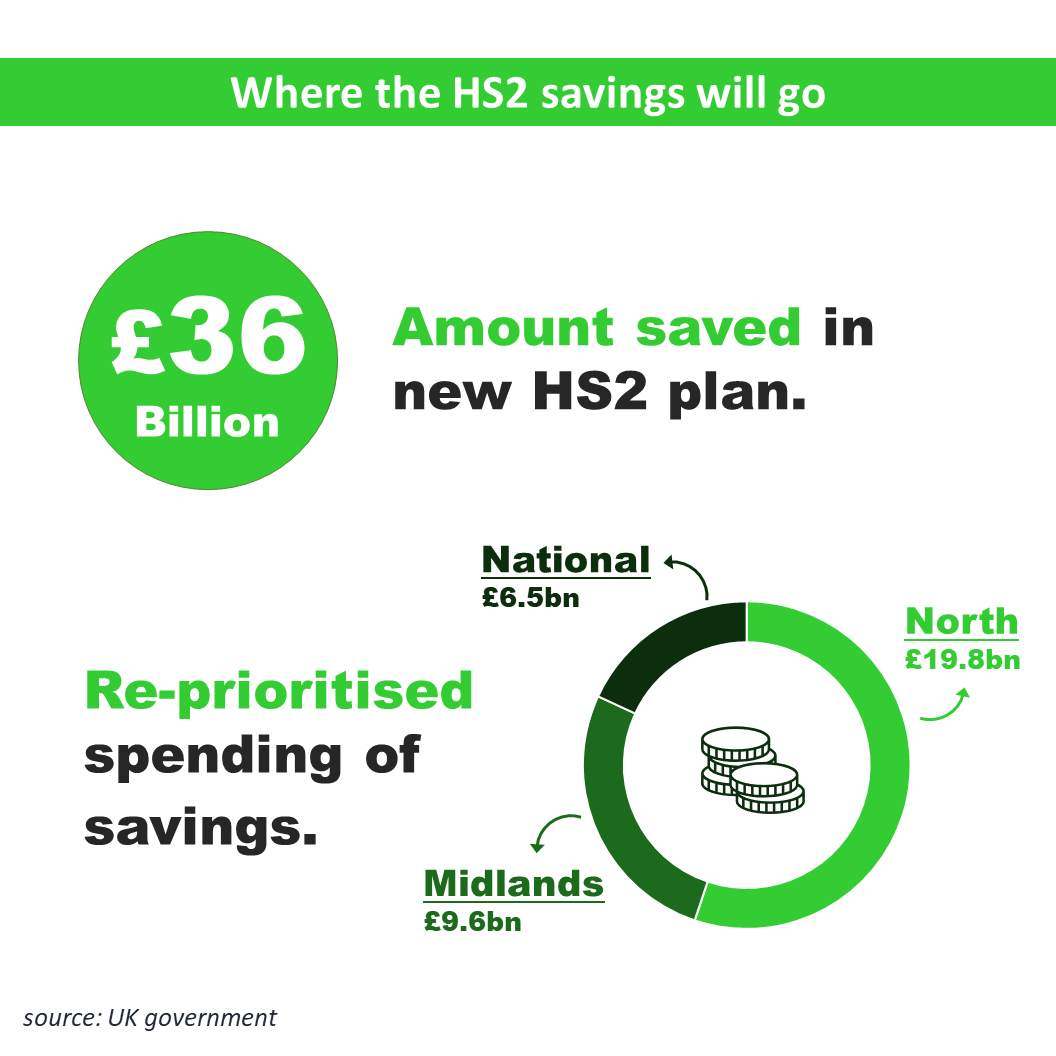 Where the HS2 savings will go
£36
Billion
Amount saved in
new HS2 plan.
National
£6.5bn
North
£19.8bn
Re-prioritised
spending of
savings.
Midlands
£9.6bn
source: UK government